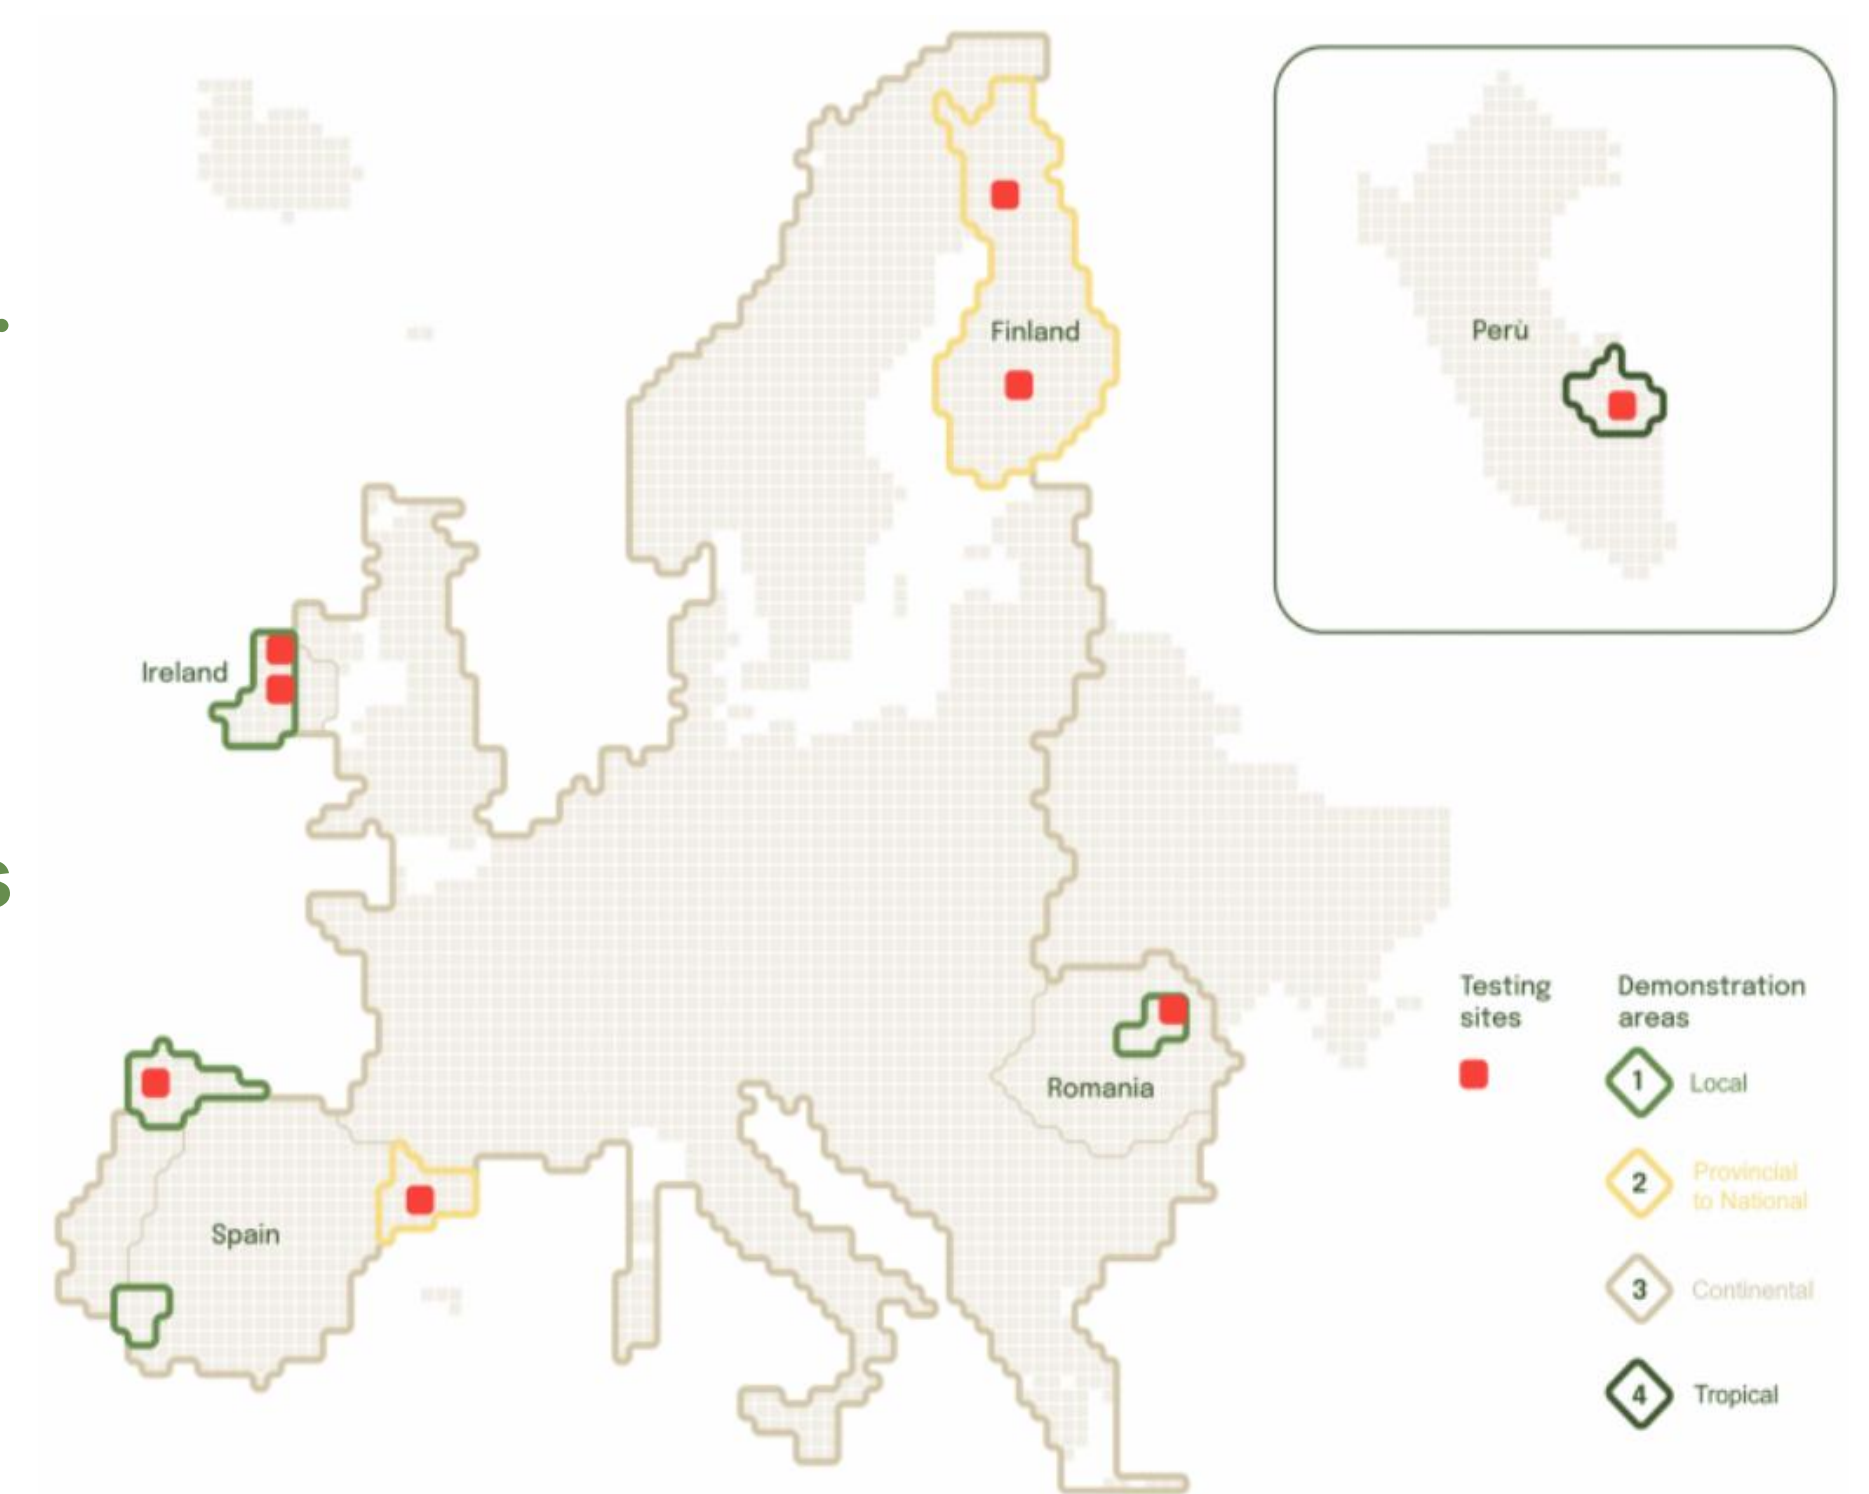 Finland
Perù
Ireland
Romania
Spain
Testing
sites
Demonstration
areas
1 Local
2 Provincial
to National
3 Continental
4 Tropical
s